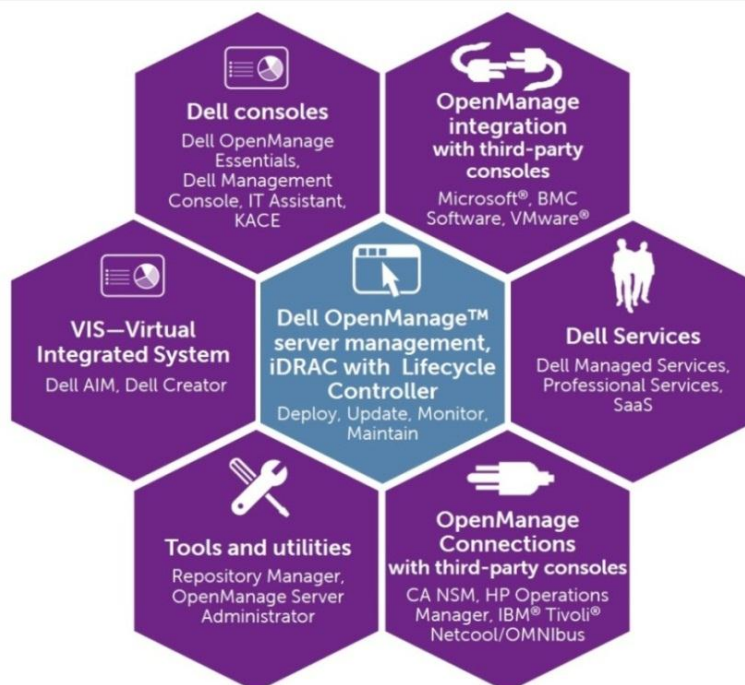 Dell consoles
Dell OpenManage
Essentials,
Dell Management
Console, IT Assistant,
KACE
OpenManage
integration
with third-party
consoles
Microsoft®, BMC
Software, VMware®
VIS—Virtual
Integrated System
Dell AIM, Dell Creator
Dell OpenManage™
server management,
iDRAC with Lifecycle
Controller
Deploy, Update, Monitor,
Maintain
Dell Services
Dell Managed Services,
Professional Services,
SaaS
Tools and utilities
Repository Manager,
OpenManage Server
Administrator
OpenManage
Connections
with third-party consoles
CA NSM, HP Operations
Manager, IBM® Tivoli®
Netcool/OMNIbus